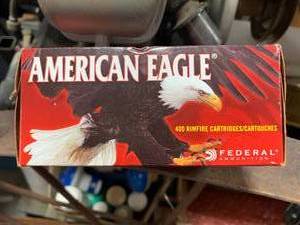 AMERICAN EAGLE®
400 RIMFIRE CARTRIDGES/CARTOUCHES
FEDERAL
AMMUNITION